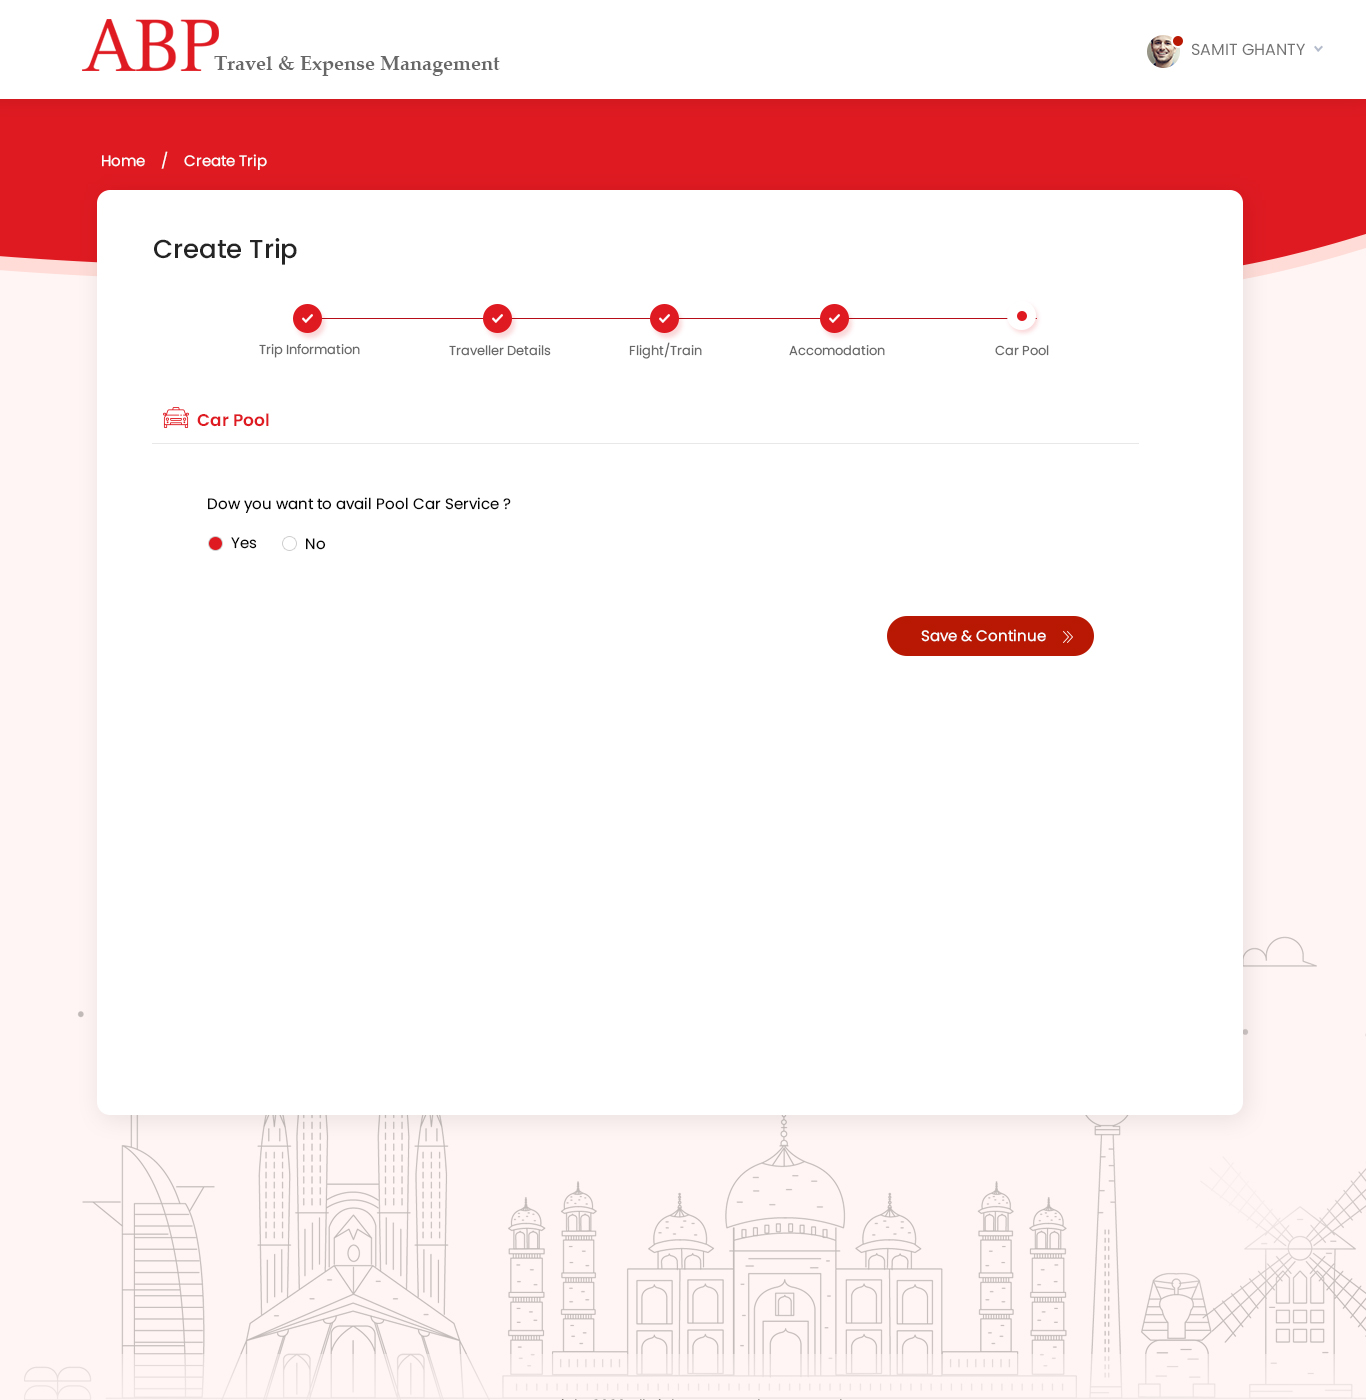 ABP Travel & Expense Management
SAMIT GHANTY
Home / Create Trip
Create Trip
Trip Information
Traveller Details
Flight/Train
Accomodation
Car Pool
Car Pool
Dow you want to avail Pool Car Service ?
Yes
No
Save & Continue